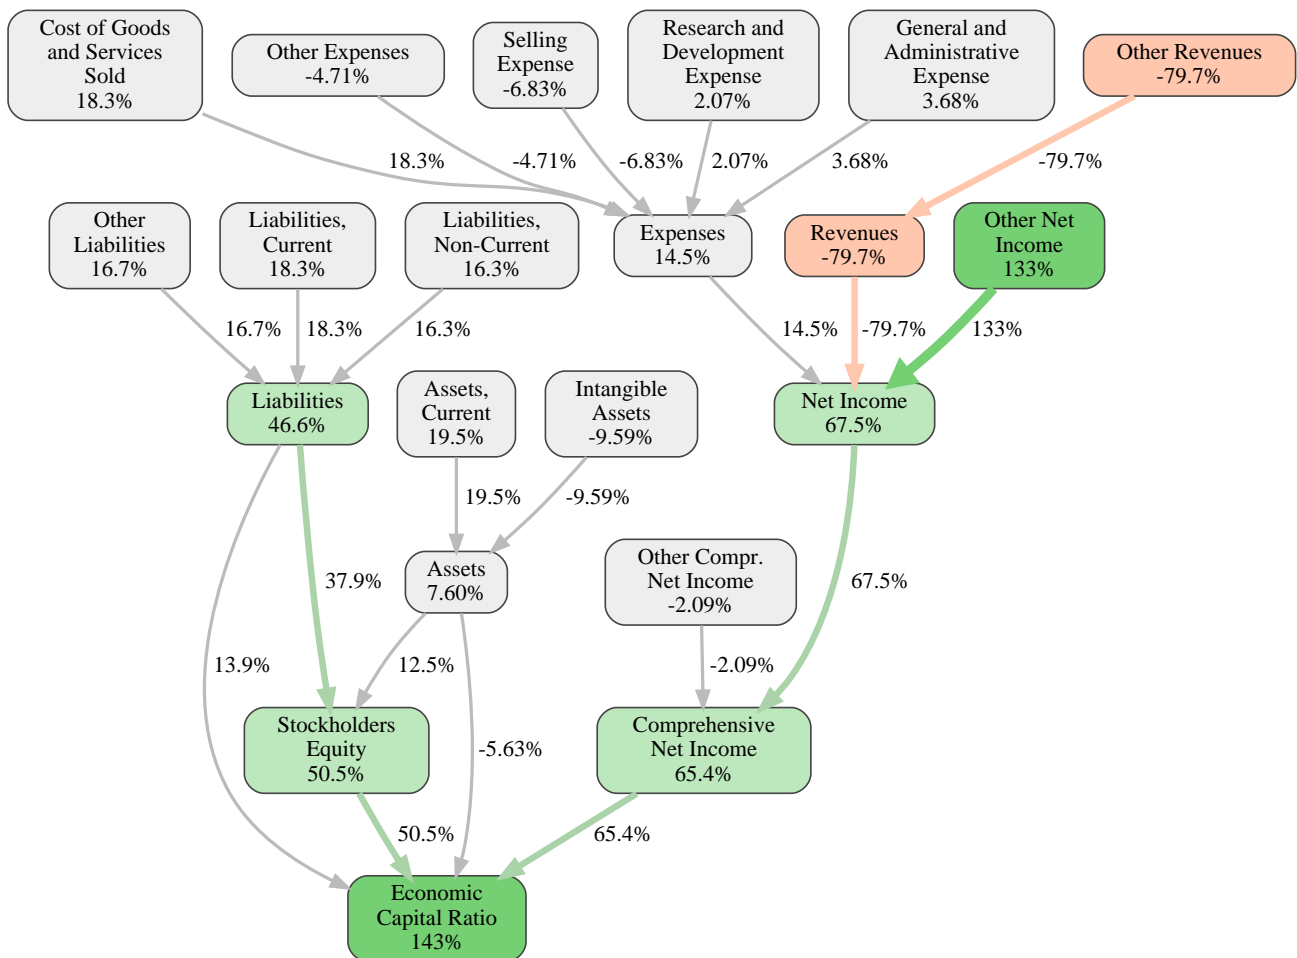 Cost of Goods
and Services
Sold
18.3%
Other Expenses
-4.71%
Selling
Expense
-6.83%
Research and
Development
Expense
2.07%
General and
Administrative
Expense
3.68%
Other Revenues
-79.7%
18.3%
-4.71%
-6.83%
2.07%
3.68%
-79.7%
Other
Liabilities
16.7%
Liabilities,
Current
18.3%
Liabilities,
Non-Current
16.3%
Expenses
14.5%
Revenues
-79.7%
Other Net
Income
133%
16.7%
18.3%
16.3%
14.5%
-79.7%
133%
Liabilities
46.6%
Assets,
Current
19.5%
Intangible
Assets
-9.59%
Net Income
67.5%
19.5%
-9.59%
37.9%
Assets
7.60%
Other Compr.
Net Income
-2.09%
67.5%
13.9%
12.5%
-2.09%
Stockholders
Equity
50.5%
-5.63%
Comprehensive
Net Income
65.4%
50.5%
65.4%
Economic
Capital Ratio
143%